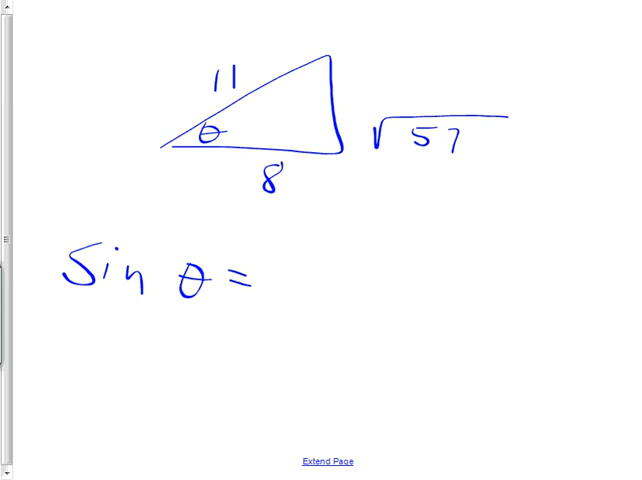 11
θ
√57
8
Sin θ =
Extend Page